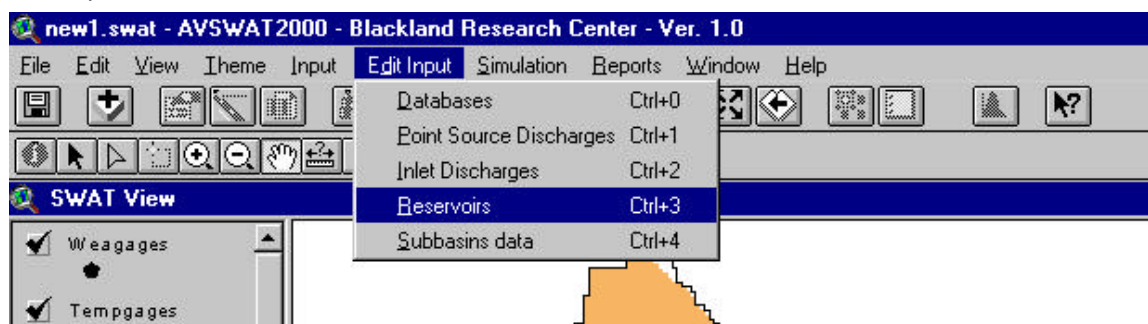 new1.swat - AVSWAT2000 - Blackland Research Center - Ver. 1.0
File Edit View Theme Input Edit Input Simulation Reports Window Help
Databases Ctrl+0
Point Source Discharges Ctrl+1
Inlet Discharges Ctrl+2
SWAT View
Reservoirs Ctrl+3
Subbasins data Ctrl+4
Weagages
Tempgages